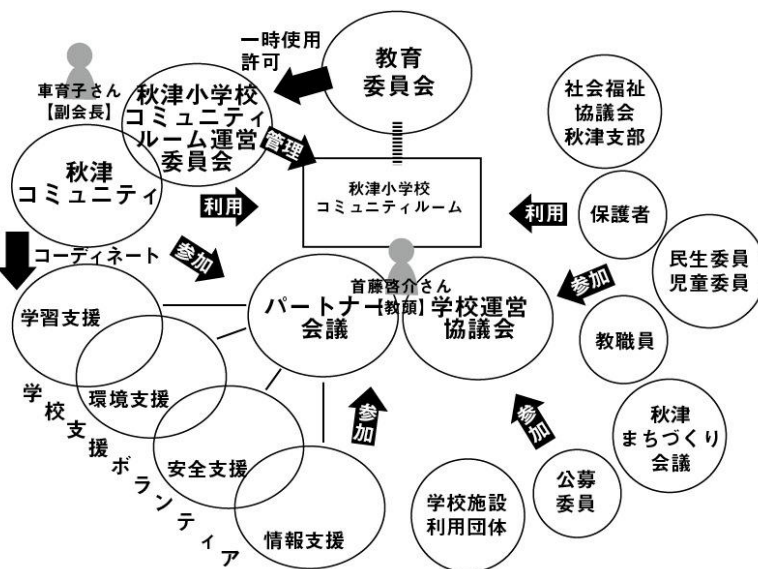 一時使用
許可
教育
委員会
車育子さん
【副会長】
秋津小学校
コミュニティ
ルーム運営
委員会
管理
秋津
コミュニティ
利用
秋津小学校
コミュニティルーム
利用
社会福祉
協議会
秋津支部
保護者
民生委員
児童委員
コーディネート
参加
首藤啓介さん
【教頭】
パートナー
会議
学校運営
協議会
参加
教職員
学習支援
環境支援
安全支援
情報支援
学校支援ボランティア
参加
参加
秋津
まちづくり
会議
公募
委員
学校施設
利用団体